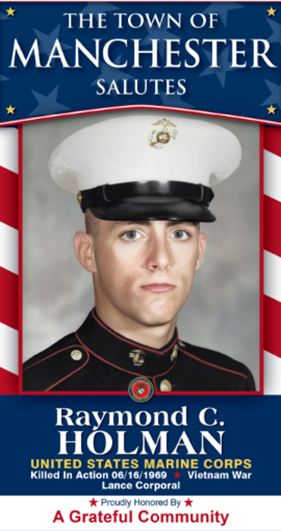 THE TOWN OF
MANCHESTER
SALUTES
Raymond C.
HOLMAN
UNITED STATES MARINE CORPS
Killed In Action 06/16/1969 ★ Vietnam War
Lance Corporal
★ Proudly Honored By ★
A Grateful Community